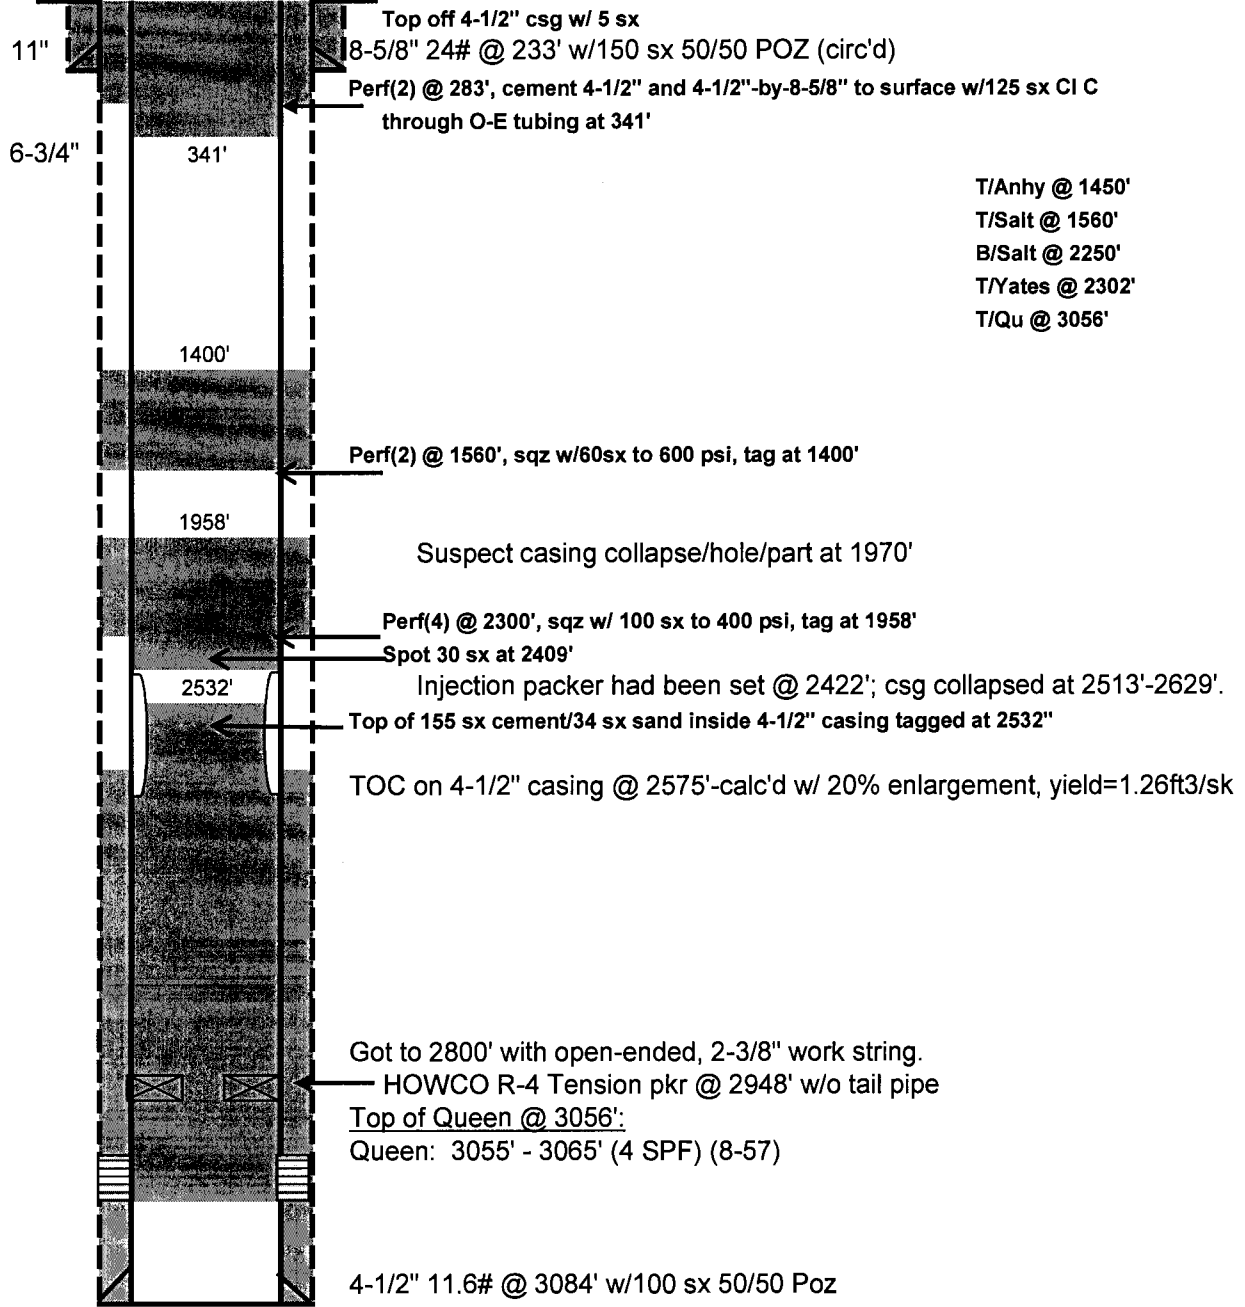 Top off 4-1/2" csg w/ 5 sx
11"
8-5/8" 24# @ 233' w/150 sx 50/50 POZ (circ'd)
Perf(2) @ 283', cement 4-1/2" and 4-1/2"-by-8-5/8" to surface w/125 sx Cl C
through O-E tubing at 341'
6-3/4"
341'
T/Anhy @ 1450'
T/Salt @ 1560'
B/Salt @ 2250'
T/Yates @ 2302'
T/Qu @ 3056'
1400'
Perf(2) @ 1560', sqz w/60sx to 600 psi, tag at 1400'
1958'
Suspect casing collapse/hole/part at 1970'
Perf(4) @ 2300', sqz w/ 100 sx to 400 psi, tag at 1958'
Spot 30 sx at 2409'
2532'
Injection packer had been set @ 2422'; csg collapsed at 2513'-2629'.
Top of 155 sx cement/34 sx sand inside 4-1/2" casing tagged at 2532"
TOC on 4-1/2" casing @ 2575'-calc'd w/ 20% enlargement, yield=1.26ft3/sk
Got to 2800' with open-ended, 2-3/8" work string.
HOWCO R-4 Tension pkr @ 2948' w/o tail pipe
Top of Queen @ 3056':
Queen: 3055' - 3065' (4 SPF) (8-57)
4-1/2" 11.6# @ 3084' w/100 sx 50/50 Poz